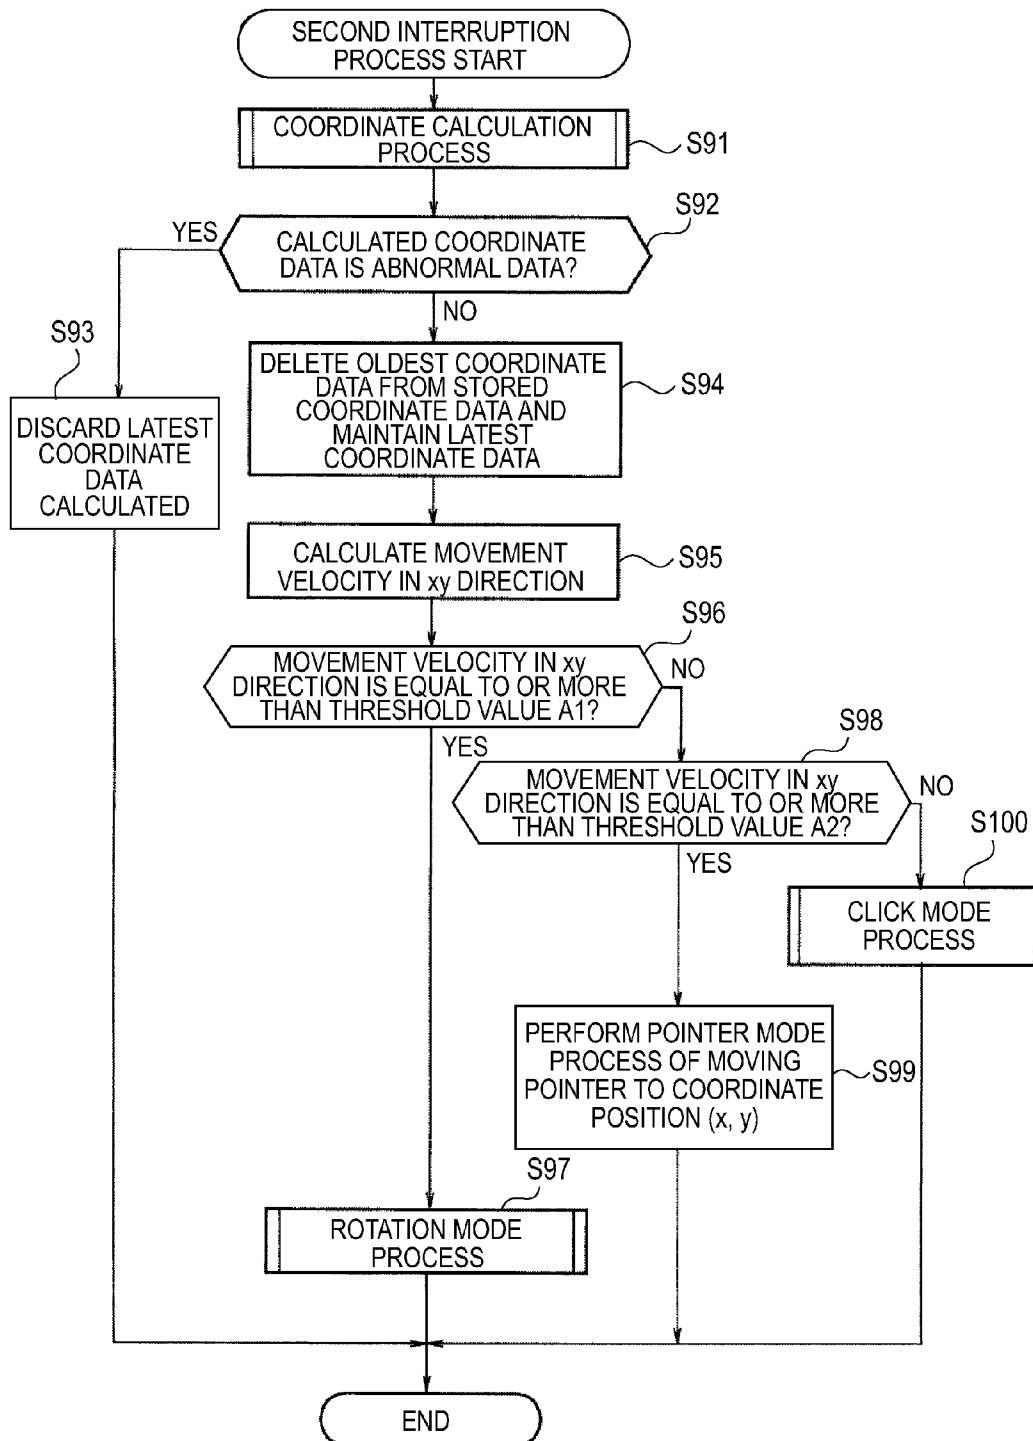 SECOND INTERRUPTION
PROCESS START
COORDINATE CALCULATION
PROCESS
S91
S92
YES
CALCULATED COORDINATE
DATA IS ABNORMAL DATA?
NO
S93
DISCARD LATEST
COORDINATE
DATA
CALCULATED
DELETE OLDEST COORDINATE
DATA FROM STORED
COORDINATE DATA AND
MAINTAIN LATEST
COORDINATE DATA
S94
CALCULATE MOVEMENT
VELOCITY IN xy DIRECTION
S95
S96
MOVEMENT VELOCITY IN xy
DIRECTION IS EQUAL TO OR MORE
THAN THRESHOLD VALUE A1?
NO
YES
S98
MOVEMENT VELOCITY IN xy
DIRECTION IS EQUAL TO OR MORE
THAN THRESHOLD VALUE A2?
NO
YES
S100
CLICK MODE
PROCESS
PERFORM POINTER MODE
PROCESS OF MOVING
POINTER TO COORDINATE
POSITION (x, y)
S99
S97
ROTATION MODE
PROCESS
END